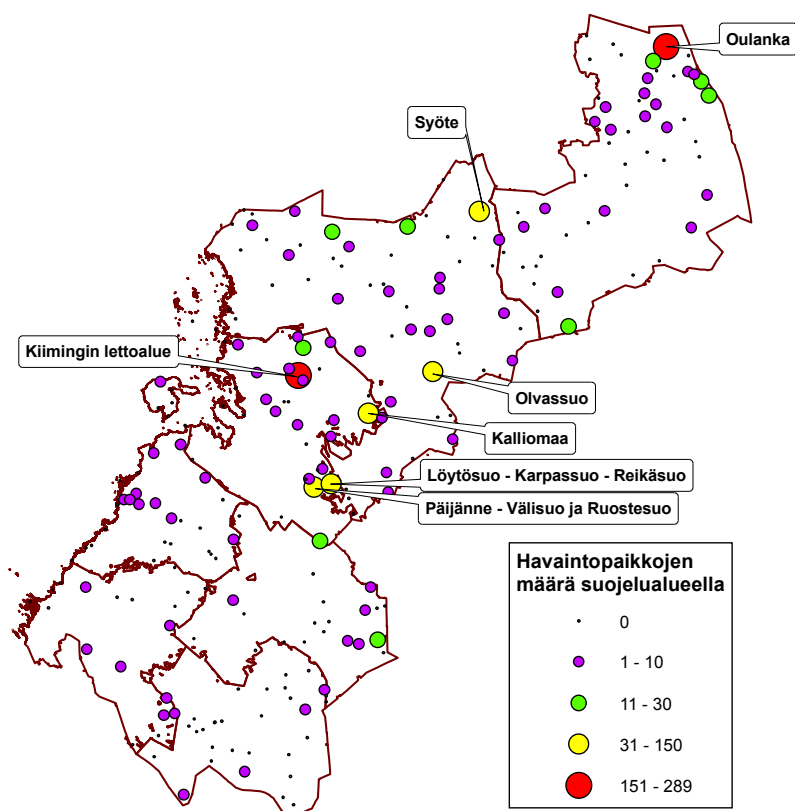 Oulanka
Syöte
Kiimingin lettoalue
Olvassuo
Kalliomaa
Löytösuo - Karpassuo - Reikäsuo
Päijänne - Välisuo ja Ruostesuo
Havaintopaikkojen
määrä suojelualueella
0
1 - 10
11 - 30
31 - 150
151 - 289